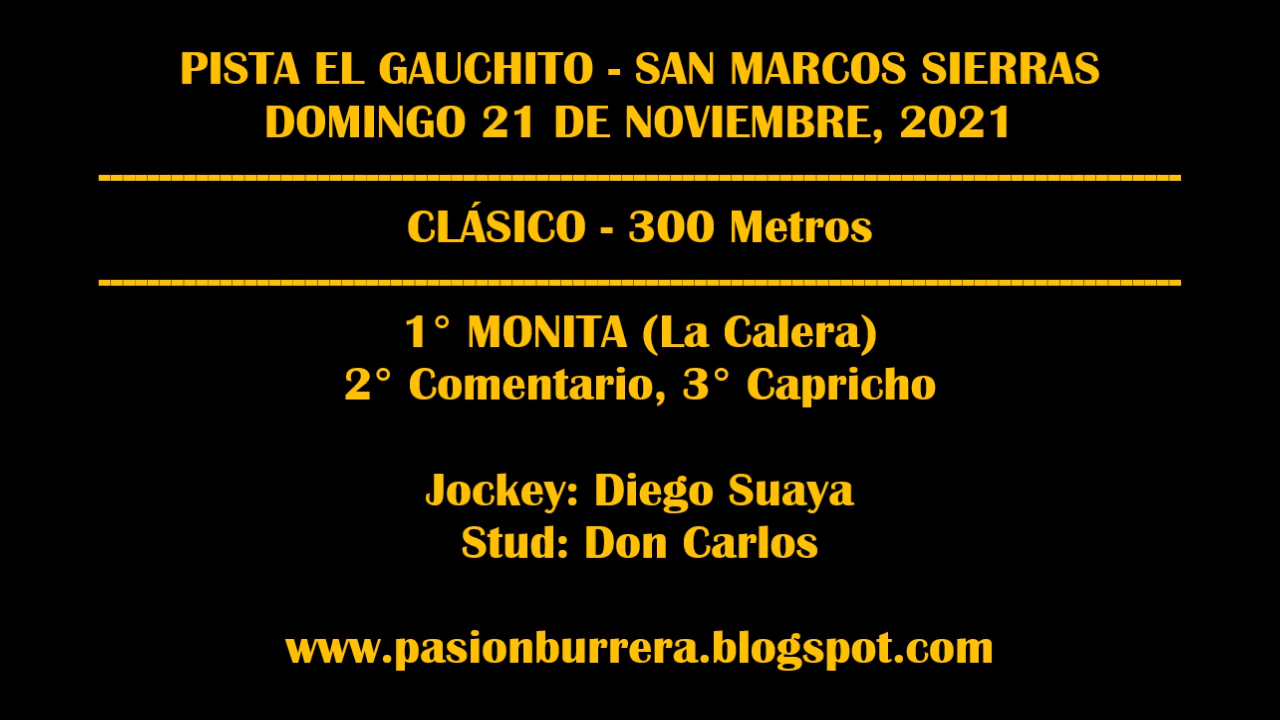 PISTA EL GAUCHITO - SAN MARCOS SIERRAS
DOMINGO 21 DE NOVIEMBRE, 2021
CLÁSICO - 300 Metros
1° MONITA (La Calera)
2° Comentario, 3° Capricho
Jockey: Diego Suaya
Stud: Don Carlos
www.pasionburrera.blogspot.com